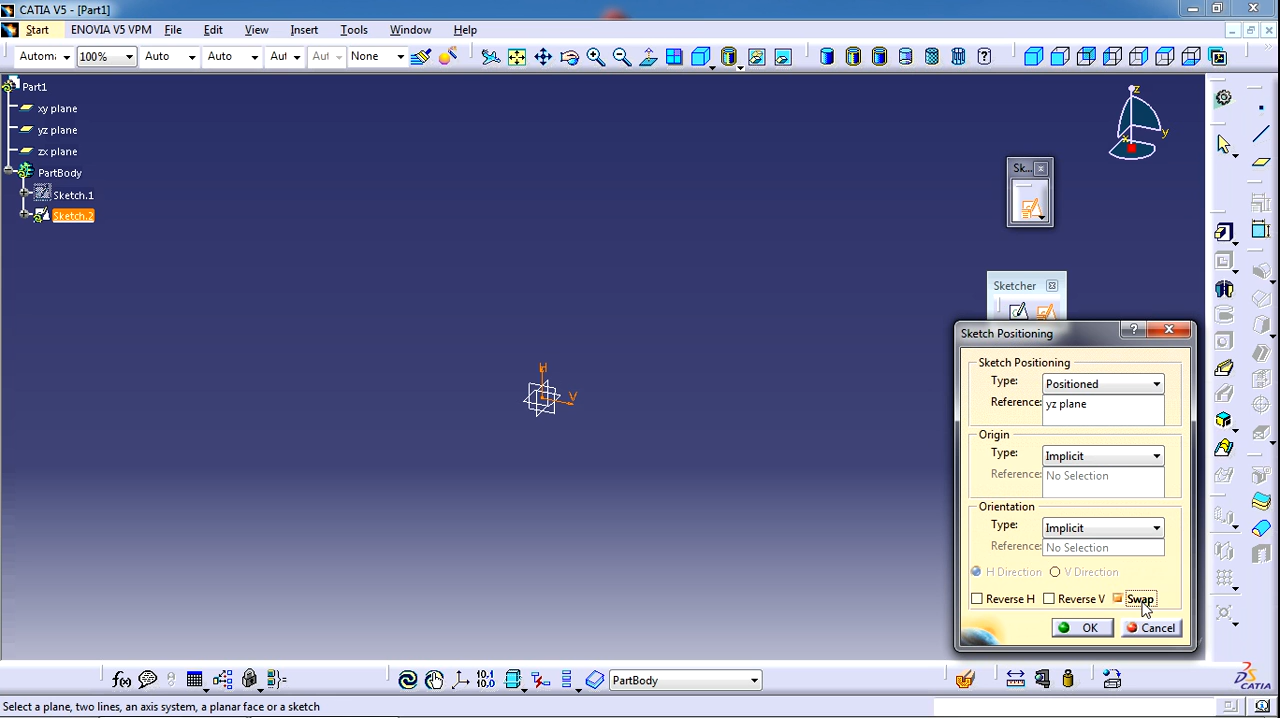 CATIA V5 - [Part1]
Start ENOVIA V5 VPM File Edit View Insert Tools Window Help
Autom 100% Auto Auto Aut Aut None
Part1
xy plane
yz plane
zx plane
PartBody
Sketch.1
Sketch.2
z
y
x
H
V
Sk...
Sketcher
Sketch Positioning
Sketch Positioning
Type: Positioned
Reference: yz plane
Origin
Type: Implicit
Reference: No Selection
Orientation
Type: Implicit
Reference: No Selection
H Direction V Direction
Reverse H Reverse V Swap
OK Cancel
f(x) 10,10 PartBody
CATIA
Select a plane, two lines, an axis system, a planar face or a sketch